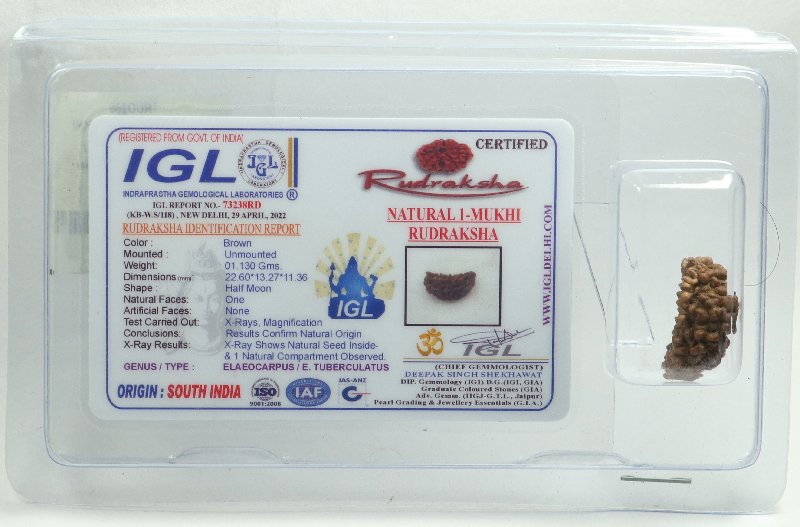 (REGISTERED FROM GOVT. OF INDIA)
IGL
INDRAPRASTHA GEMOLOGICAL LABORATORIES ®
IGL REPORT NO.- 73238RD
(KB-W.S/118) , NEW DELHI, 29 APRIL, 2022
RUDRAKSHA IDENTIFICATION REPORT
Color : Brown
Mounted : Unmounted
Weight: 01.130 Gms.
Dimensions (mm) 22.60*13.27*11.36
Shape : Half Moon
Natural Faces: One
Artificial Faces: None
Test Carried Out: X-Rays, Magnification
Conclusions: Results Confirm Natural Origin
X-Ray Results: X-Ray Shows Natural Seed Inside-
& 1 Natural Compartment Observed.
GENUS / TYPE : ELAEOCARPUS / E. TUBERCULATUS
ORIGIN : SOUTH INDIA
ISO
9001:2008
IAF
JAS-ANZ
IGL
CERTIFIED
Rudraksha
NATURAL 1-MUKHI
RUDRAKSHA
WWW.IGLDELHI.COM
ॐ IGL
(CHIEF GEMMOLOGIST)
DEEPAK SINGH SHEKHAWAT
DIP. Gemmology (IGI) D.G.(IGI, GIA)
Graduate Coloured Stones (GIA)
Adv. Gemm. (IIGJ-G.T.L., Jaipur)
Pearl Grading & Jewellery Essentials (G.I.A.)